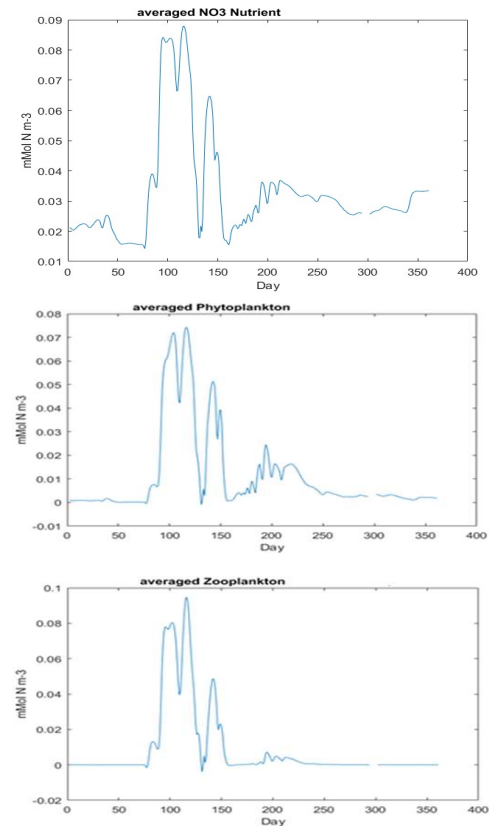 averaged NO3 Nutrient
0.09
0.08
0.07
0.06
0.05
0.04
0.03
0.02
0.01
mMol N m-3
0 50 100 150 200 250 300 350 400
Day
averaged Phytoplankton
0.08
0.07
0.06
0.05
0.04
0.03
0.02
0.01
0
-0.01
mMol N m-3
0 50 100 150 200 250 300 350 400
Day
averaged Zooplankton
0.1
0.08
0.06
0.04
0.02
0
-0.02
mMol N m-3
0 50 100 150 200 250 300 350 400
Day